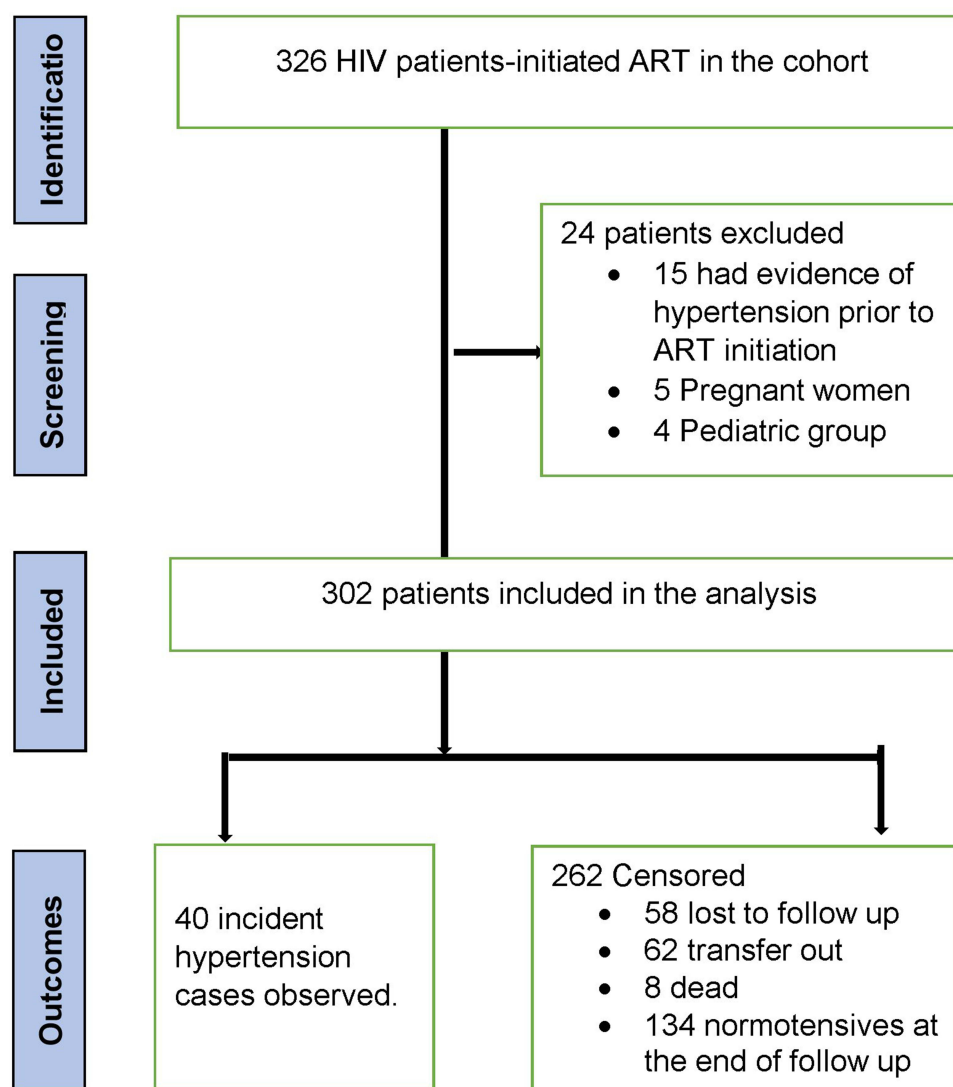 Identificatio
326 HIV patients-initiated ART in the cohort
Screening
24 patients excluded
• 15 had evidence of
hypertension prior to
ART initiation
• 5 Pregnant women
• 4 Pediatric group
Included
302 patients included in the analysis
Outcomes
40 incident
hypertension
cases observed.
262 Censored
• 58 lost to follow up
• 62 transfer out
• 8 dead
• 134 normotensives at
the end of follow up